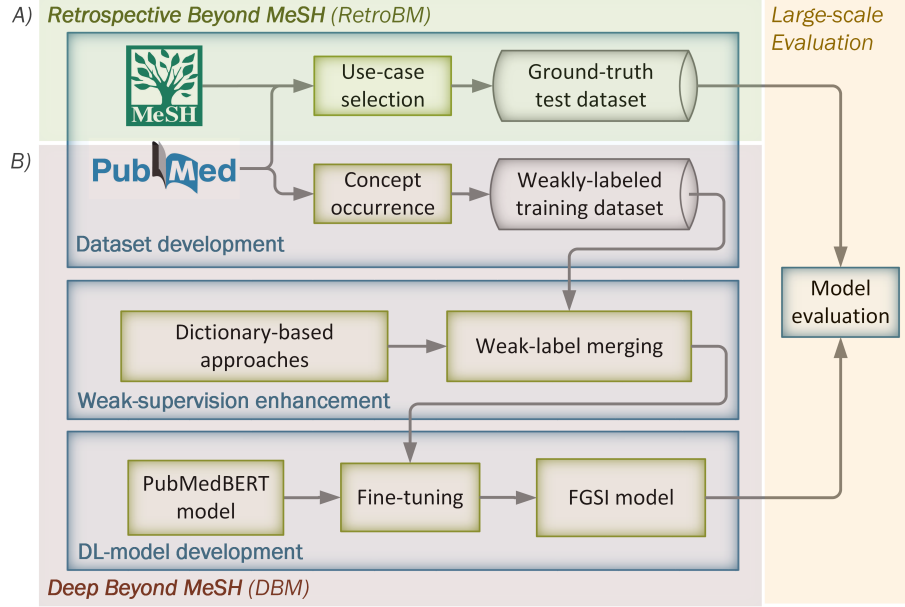 A)
Retrospective Beyond MeSH (RetroBM)
Large-scale
Evaluation
MeSH
Use-case
selection
Ground-truth
test dataset
B)
PubMed
Concept
occurrence
Weakly-labeled
training dataset
Dataset development
Model
evaluation
Dictionary-based
approaches
Weak-label merging
Weak-supervision enhancement
PubMedBERT
model
Fine-tuning
FGSI model
DL-model development
Deep Beyond MeSH (DBM)